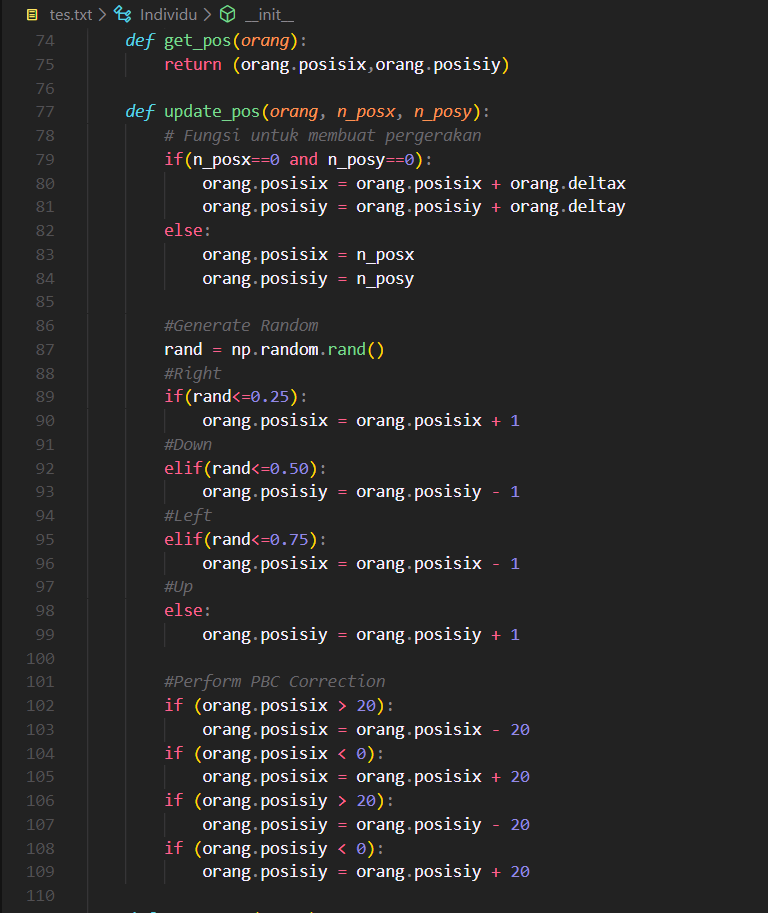 tes.txt > Individu > __init__
74 def get_pos(orang):
75 return (orang.posisix,orang.posisiy)
76
77 def update_pos(orang, n_posx, n_posy):
78 # Fungsi untuk membuat pergerakan
79 if(n_posx==0 and n_posy==0):
80 orang.posisix = orang.posisix + orang.deltax
81 orang.posisiy = orang.posisiy + orang.deltay
82 else:
83 orang.posisix = n_posx
84 orang.posisiy = n_posy
85
86 #Generate Random
87 rand = np.random.rand()
88 #Right
89 if(rand<=0.25):
90 orang.posisix = orang.posisix + 1
91 #Down
92 elif(rand<=0.50):
93 orang.posisiy = orang.posisiy - 1
94 #Left
95 elif(rand<=0.75):
96 orang.posisix = orang.posisix - 1
97 #Up
98 else:
99 orang.posisiy = orang.posisiy + 1
100
101 #Perform PBC Correction
102 if (orang.posisix > 20):
103 orang.posisix = orang.posisix - 20
104 if (orang.posisix < 0):
105 orang.posisix = orang.posisix + 20
106 if (orang.posisiy > 20):
107 orang.posisiy = orang.posisiy - 20
108 if (orang.posisiy < 0):
109 orang.posisiy = orang.posisiy + 20
110